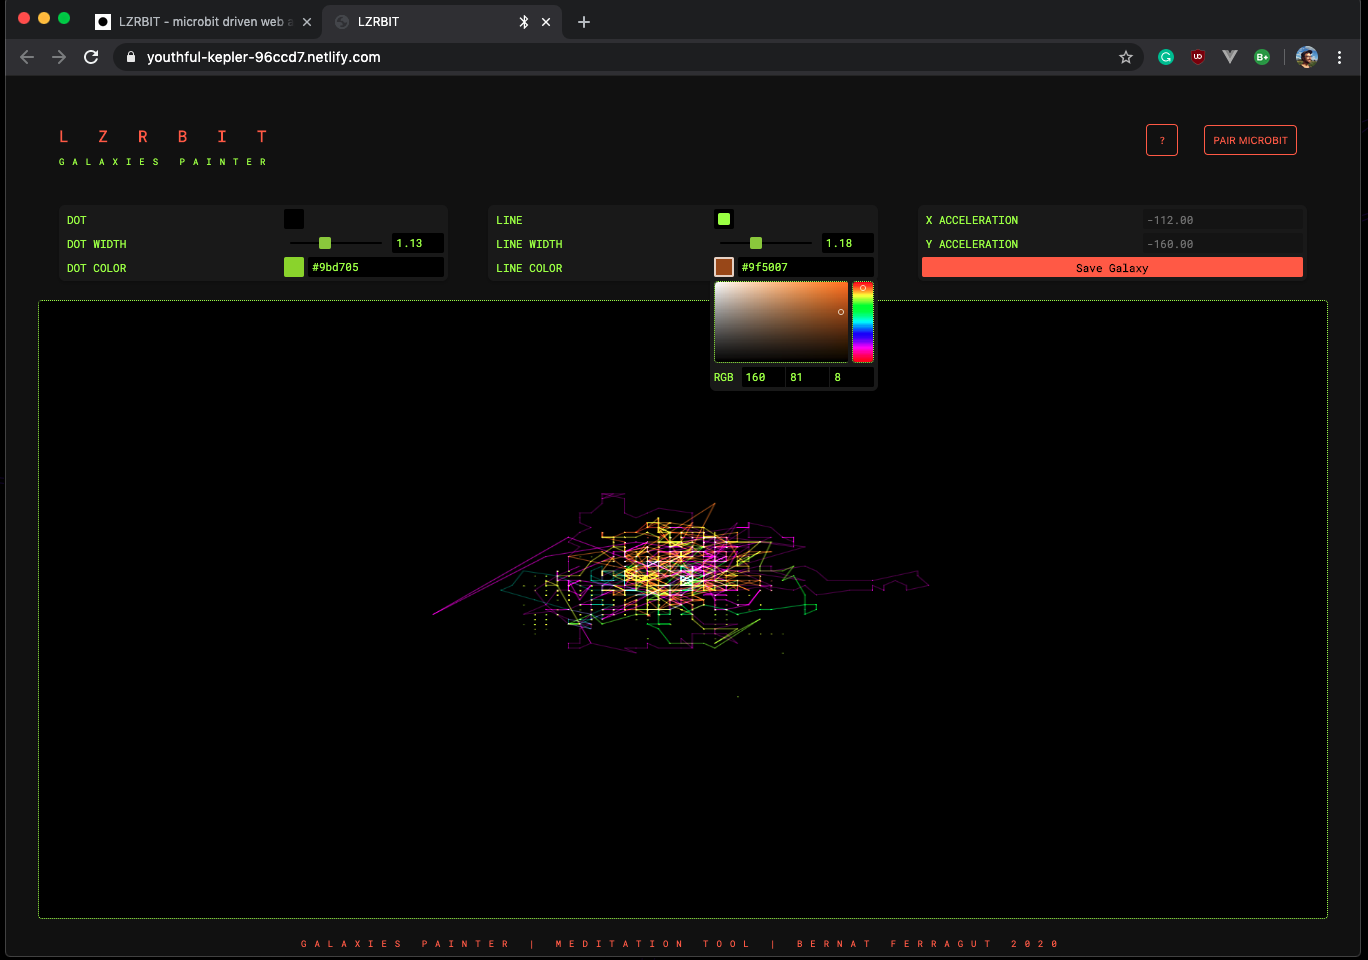 LZRBIT - microbit driven web a
LZRBIT
youthful-kepler-96ccd7.netlify.com
LZRBIT
GALAXIES PAINTER
?
PAIR MICROBIT
DOT
DOT WIDTH 1.13
DOT COLOR #9bd705
LINE
LINE WIDTH 1.18
LINE COLOR #9f5007
RGB 160 81 8
X ACCELERATION -112.00
Y ACCELERATION -160.00
Save Galaxy
GALAXIES PAINTER | MEDITATION TOOL | BERNAT FERRAGUT 2020